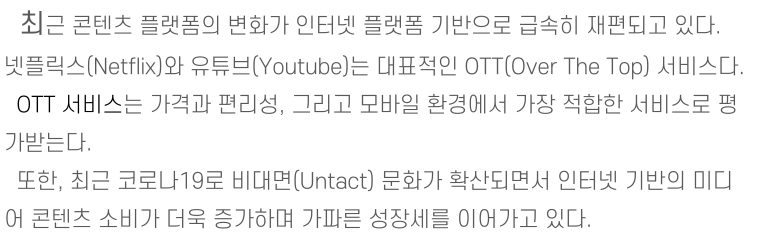 최근 콘텐츠 플랫폼의 변화가 인터넷 플랫폼 기반으로 급속히 재편되고 있다.
넷플릭스(Netflix)와 유튜브(Youtube)는 대표적인 OTT(Over The Top) 서비스다.
OTT 서비스는 가격과 편리성, 그리고 모바일 환경에서 가장 적합한 서비스로 평
가받는다.
또한, 최근 코로나19로 비대면(Untact) 문화가 확산되면서 인터넷 기반의 미디
어 콘텐츠 소비가 더욱 증가하며 가파른 성장세를 이어가고 있다.